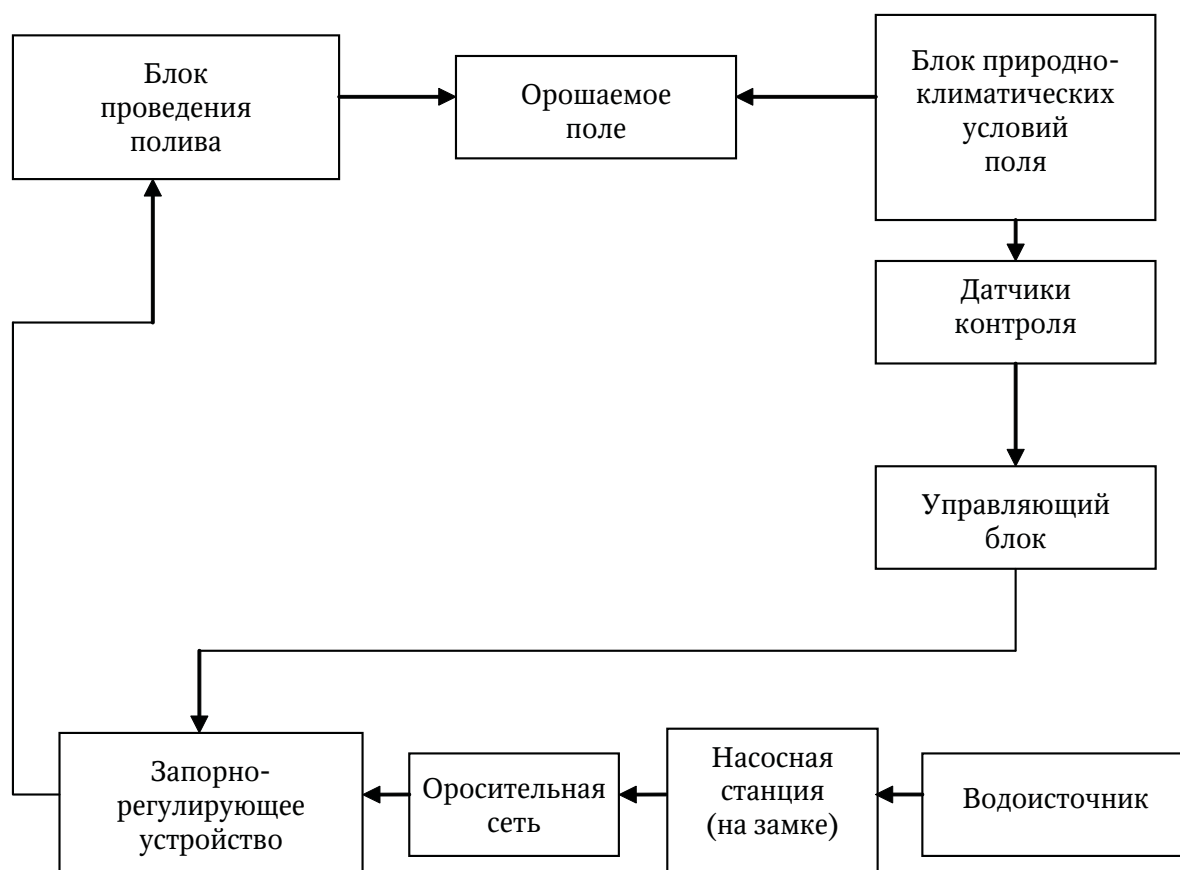 Блок
проведения
полива
Орошаемое
поле
Блок природно-
климатических
условий
поля
Датчики
контроля
Управляющий
блок
Запорно-
регулирующее
устройство
Оросительная
сеть
Насосная
станция
(на замке)
Водоисточник